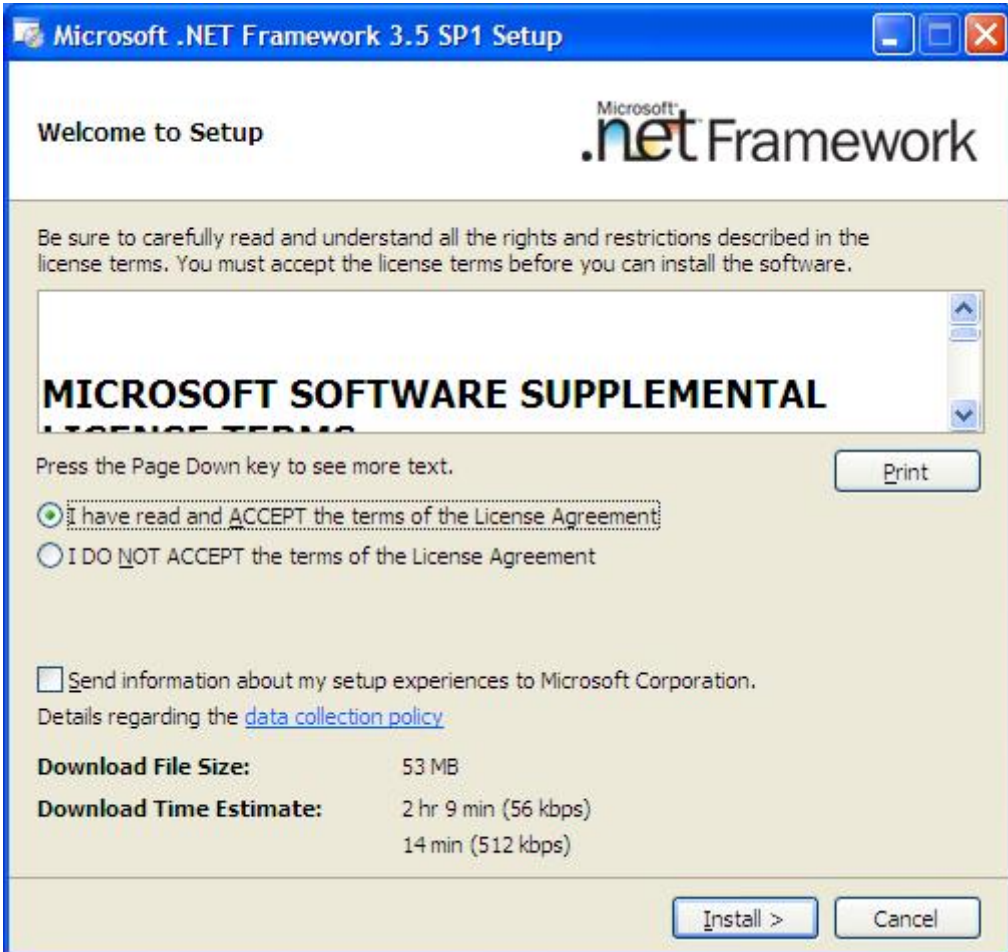 Microsoft .NET Framework 3.5 SP1 Setup
Welcome to Setup
Microsoft
.net Framework
Be sure to carefully read and understand all the rights and restrictions described in the
license terms. You must accept the license terms before you can install the software.
MICROSOFT SOFTWARE SUPPLEMENTAL
LICENSE TERMS
Press the Page Down key to see more text.
Print
I have read and ACCEPT the terms of the License Agreement
I DO NOT ACCEPT the terms of the License Agreement
Send information about my setup experiences to Microsoft Corporation.
Details regarding the data collection policy
Download File Size: 53 MB
Download Time Estimate: 2 hr 9 min (56 kbps)
14 min (512 kbps)
Install > Cancel